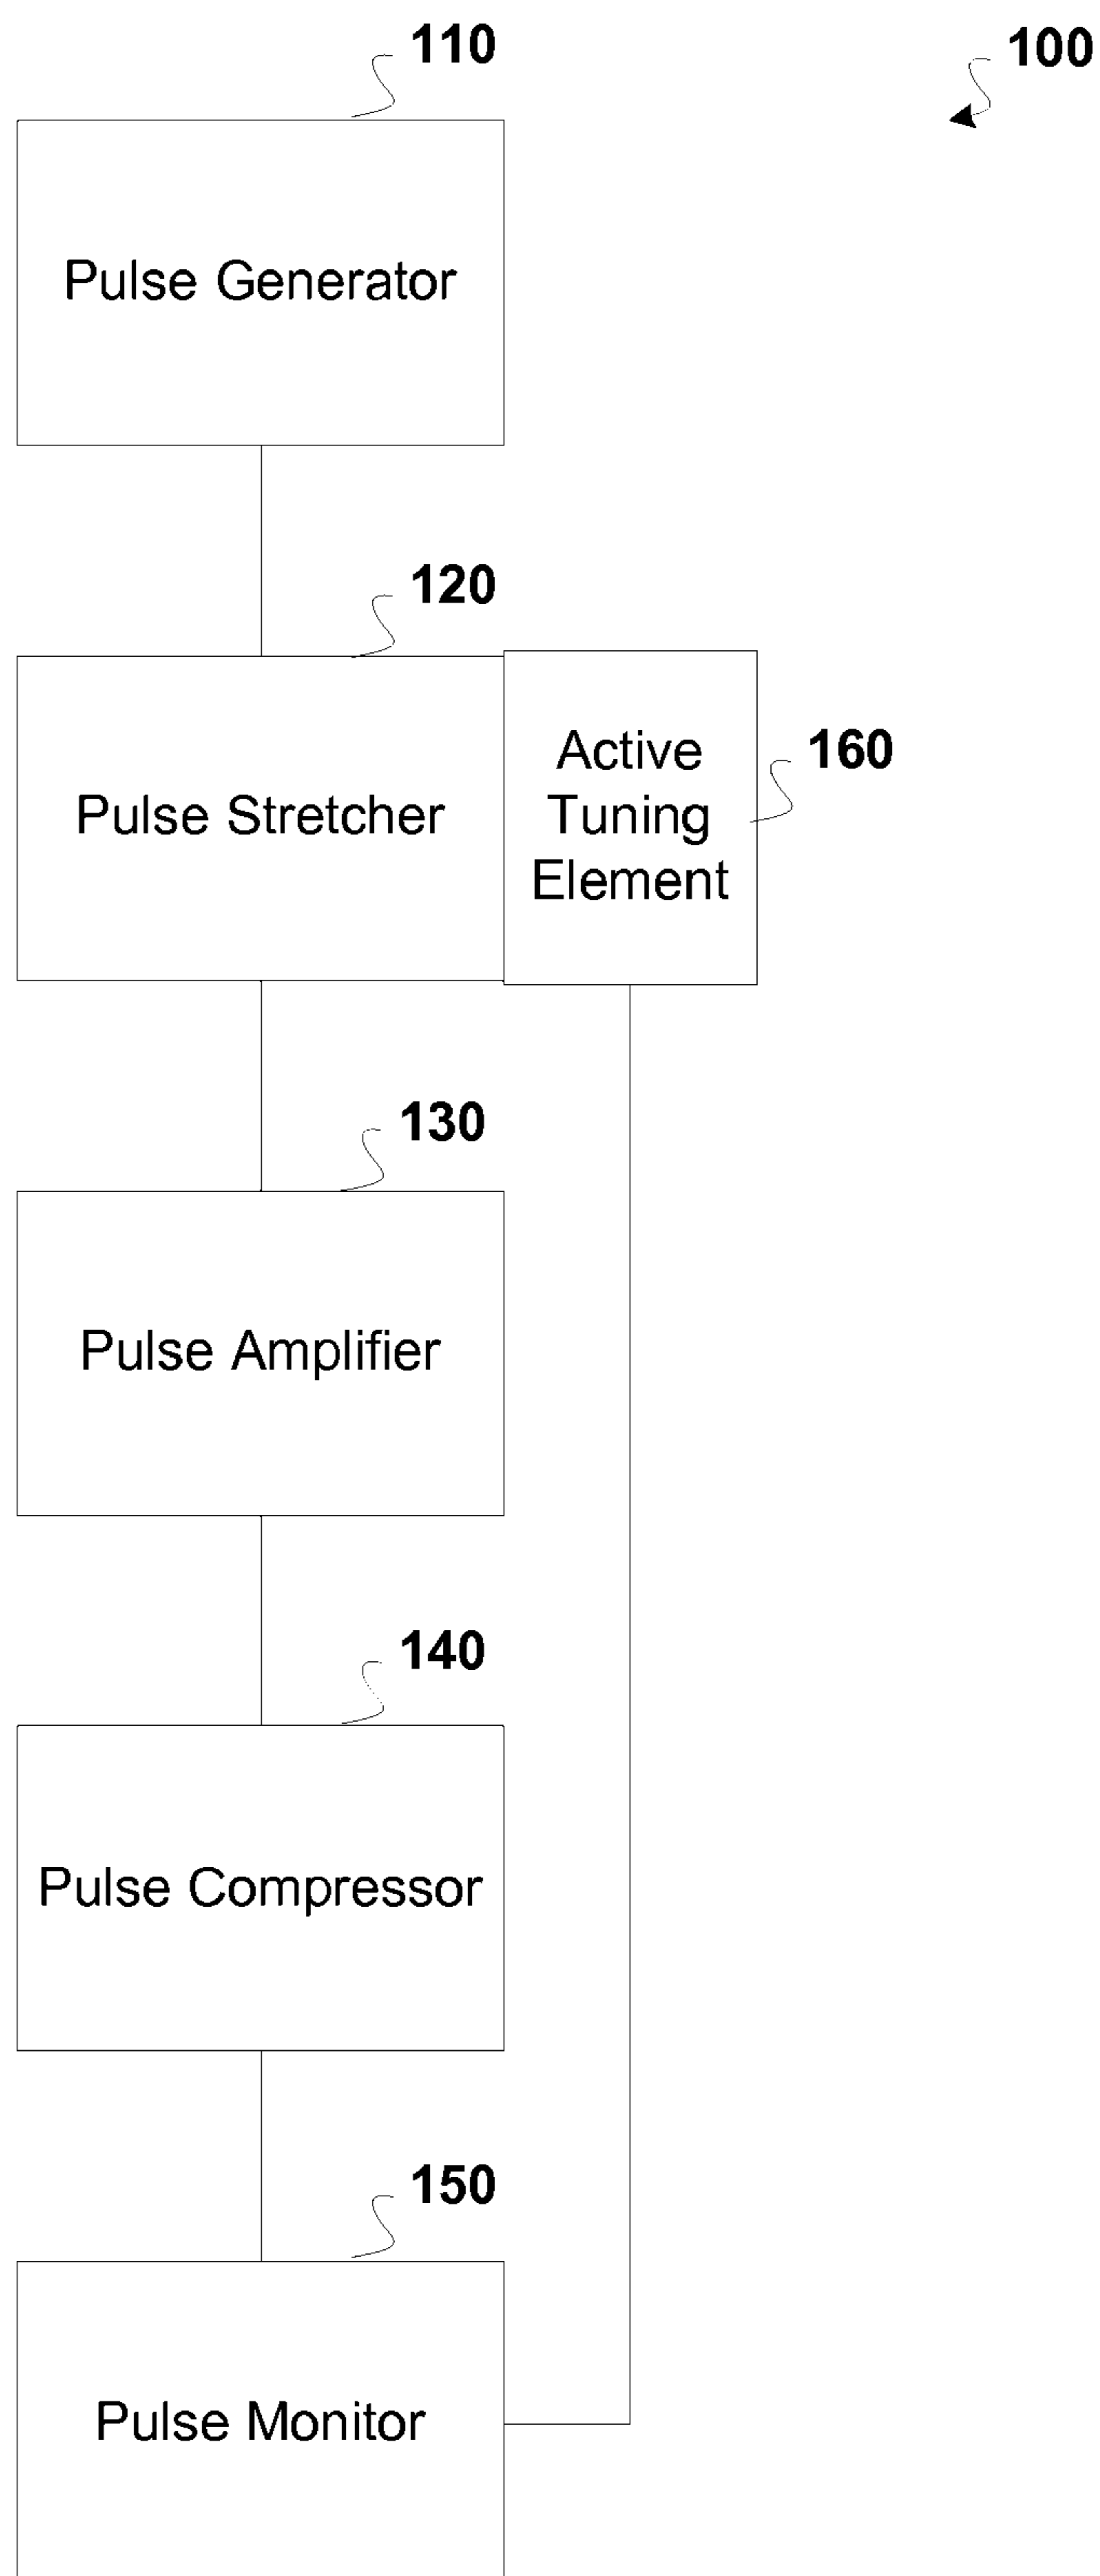 110
100
Pulse Generator
120
Pulse Stretcher
Active
Tuning
Element
160
130
Pulse Amplifier
140
Pulse Compressor
150
Pulse Monitor